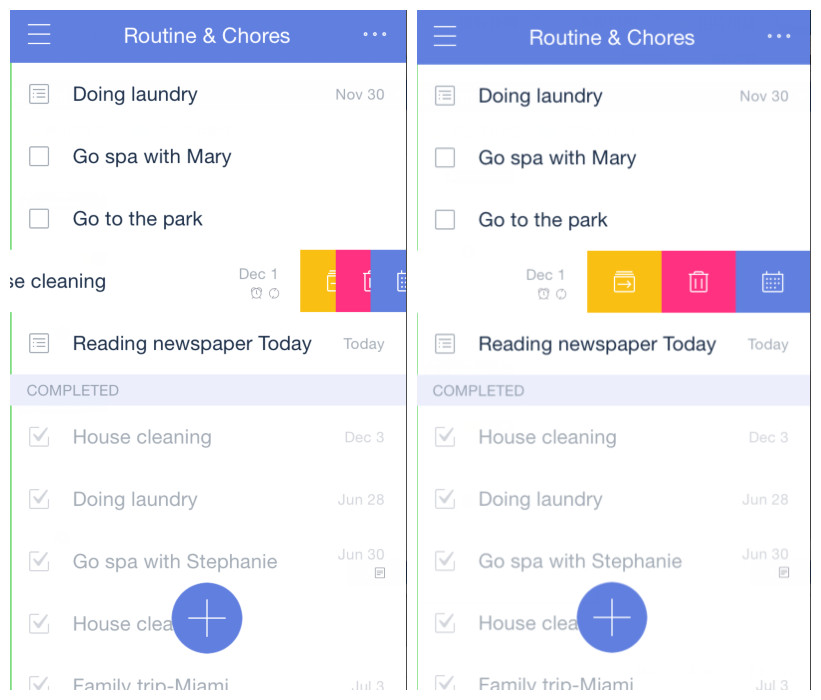 Routine & Chores
Doing laundry Nov 30
Go spa with Mary
Go to the park
se cleaning Dec 1
Reading newspaper Today Today
COMPLETED
House cleaning Dec 3
Doing laundry Jun 28
Go spa with Stephanie Jun 30
House clea
Family trip-Miami Jul 3
Routine & Chores
Doing laundry Nov 30
Go spa with Mary
Go to the park
Dec 1
Reading newspaper Today Today
COMPLETED
House cleaning Dec 3
Doing laundry Jun 28
Go spa with Stephanie Jun 30
House clea
Family trip-Miami Jul 3